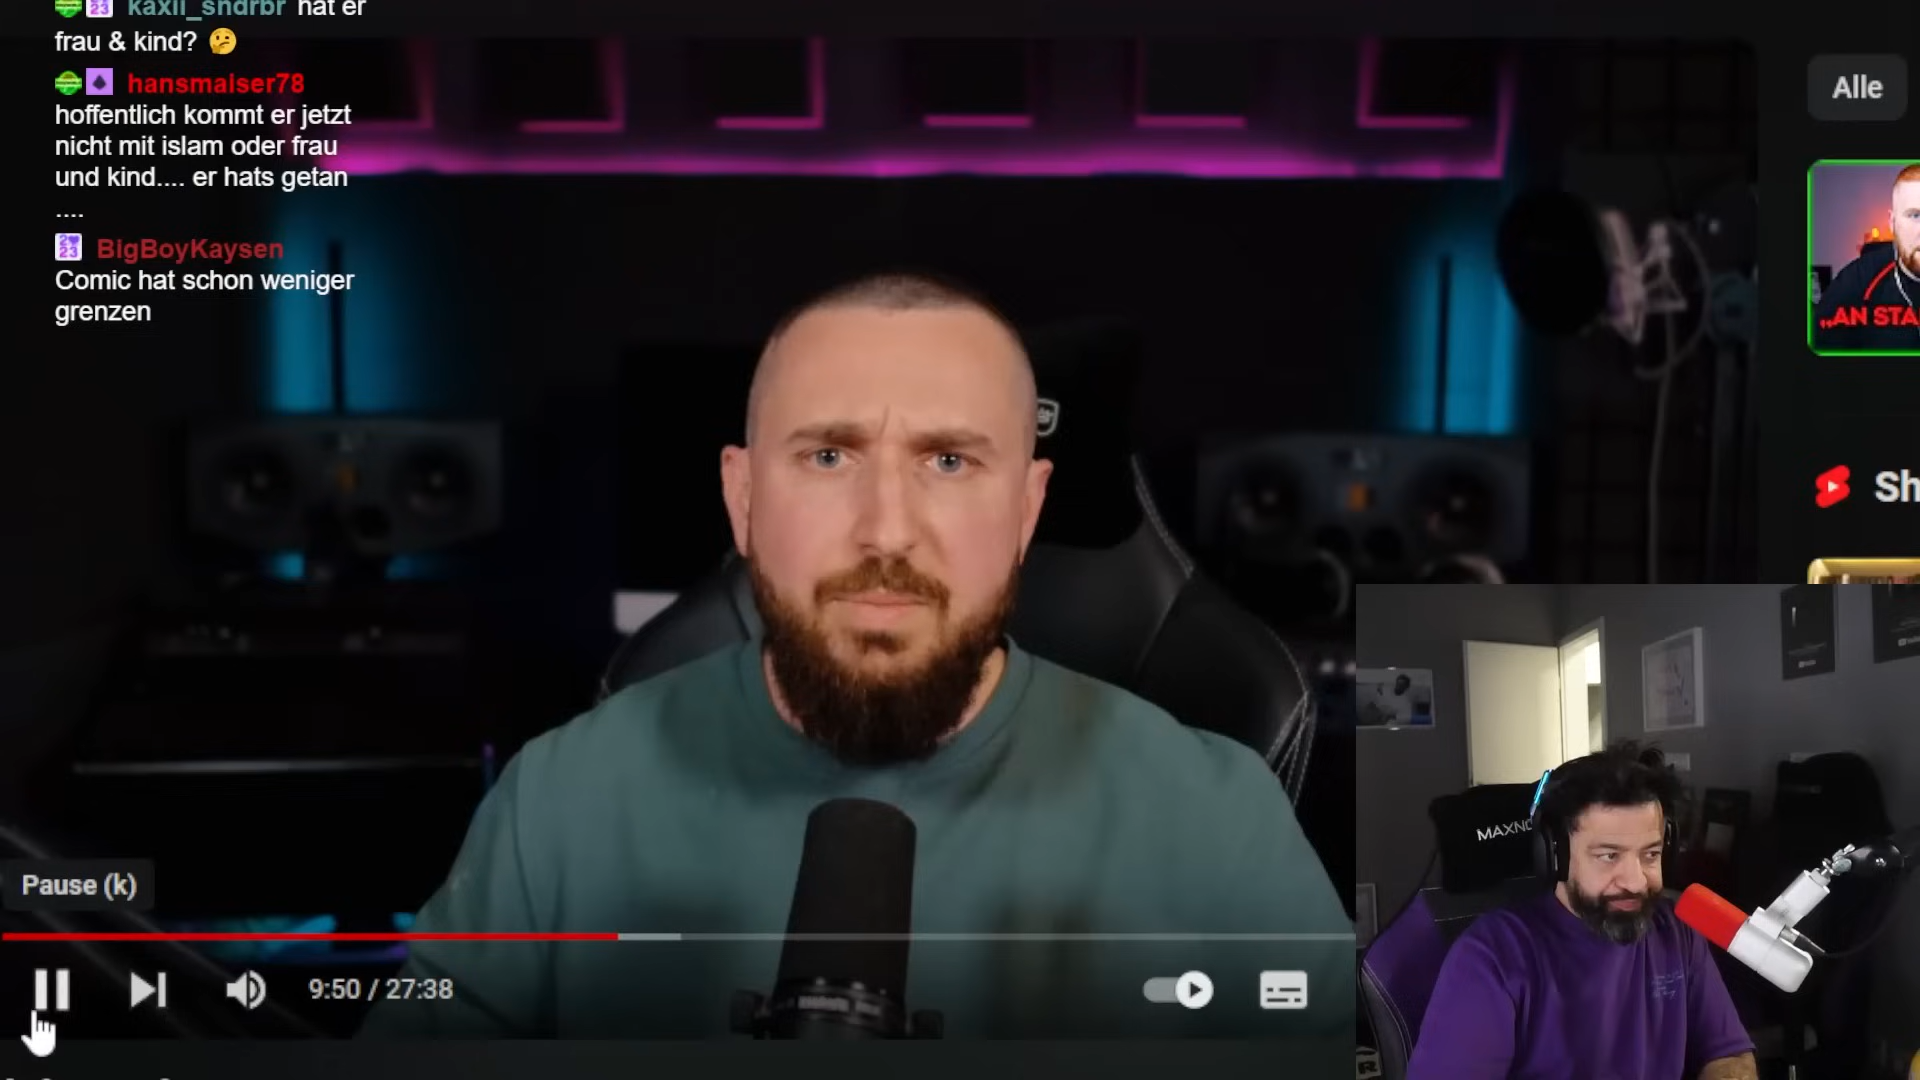 kaxii_sndrbr hat er
frau & kind?
hansmaiser78
hoffentlich kommt er jetzt
nicht mit islam oder frau
und kind.... er hats getan
....
BigBoyKaysen
Comic hat schon weniger
grenzen
Alle
„AN STA
Sh
MAXNO
Pause (k)
9:50 / 27:38